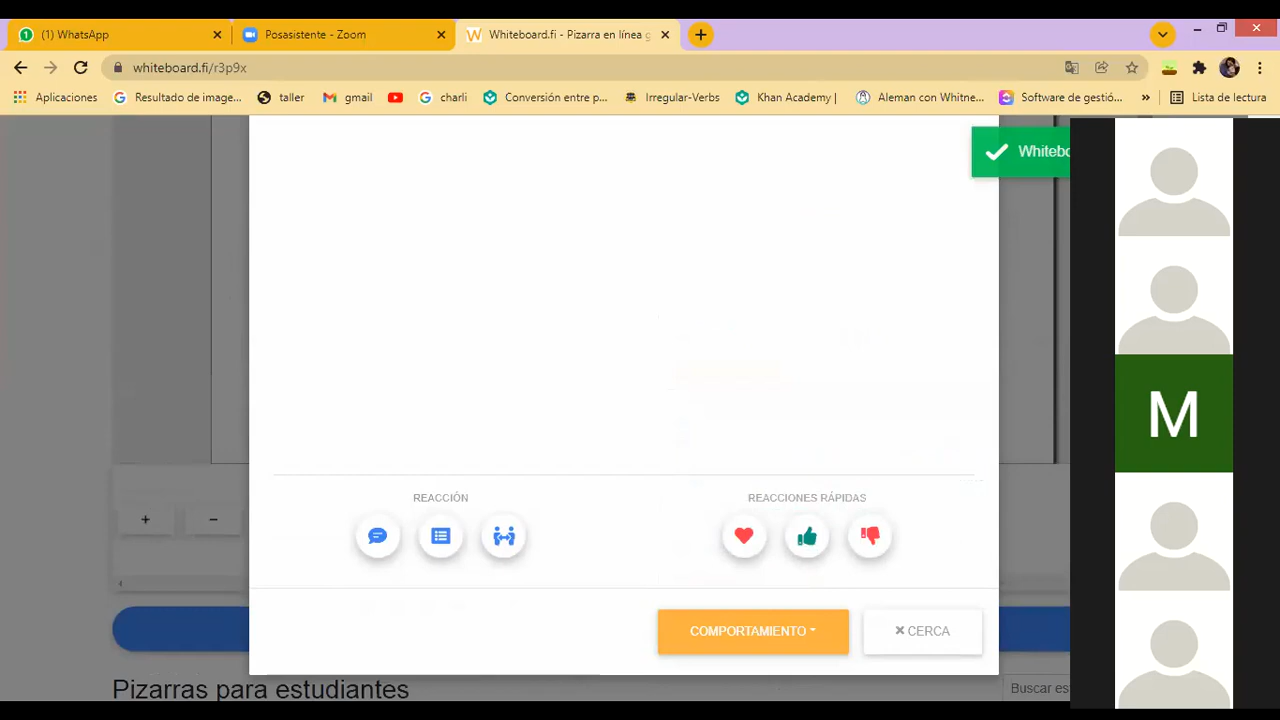 1 (1) WhatsApp
Posasistente - Zoom
W Whiteboard.fi - Pizarra en línea g
whiteboard.fi/r3p9x
Aplicaciones
G Resultado de image...
taller
gmail
G charli
Conversión entre p...
Irregular-Verbs
Khan Academy |
Aleman con Whitne...
Software de gestió...
»
Lista de lectura
Whitebo
M
REACCIÓN
REACCIONES RÁPIDAS
+
−
COMPORTAMIENTO
CERCA
Pizarras para estudiantes
Buscar es